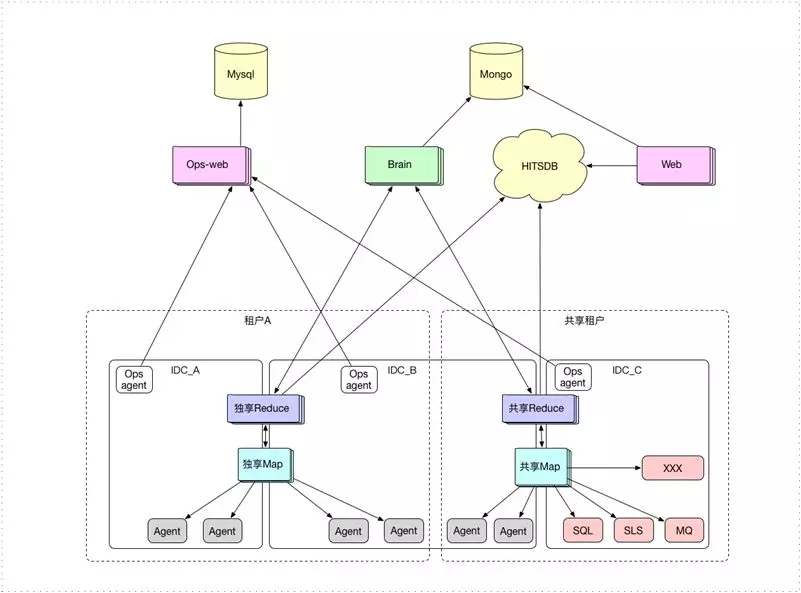 Mysql
Mongo
Ops-web
Brain
HITSDB
Web
租户A
共享租户
IDC_A
IDC_B
IDC_C
Ops
agent
Ops
agent
Ops
agent
独享Reduce
共享Reduce
独享Map
共享Map
XXX
Agent
Agent
Agent
Agent
Agent
Agent
SQL
SLS
MQ